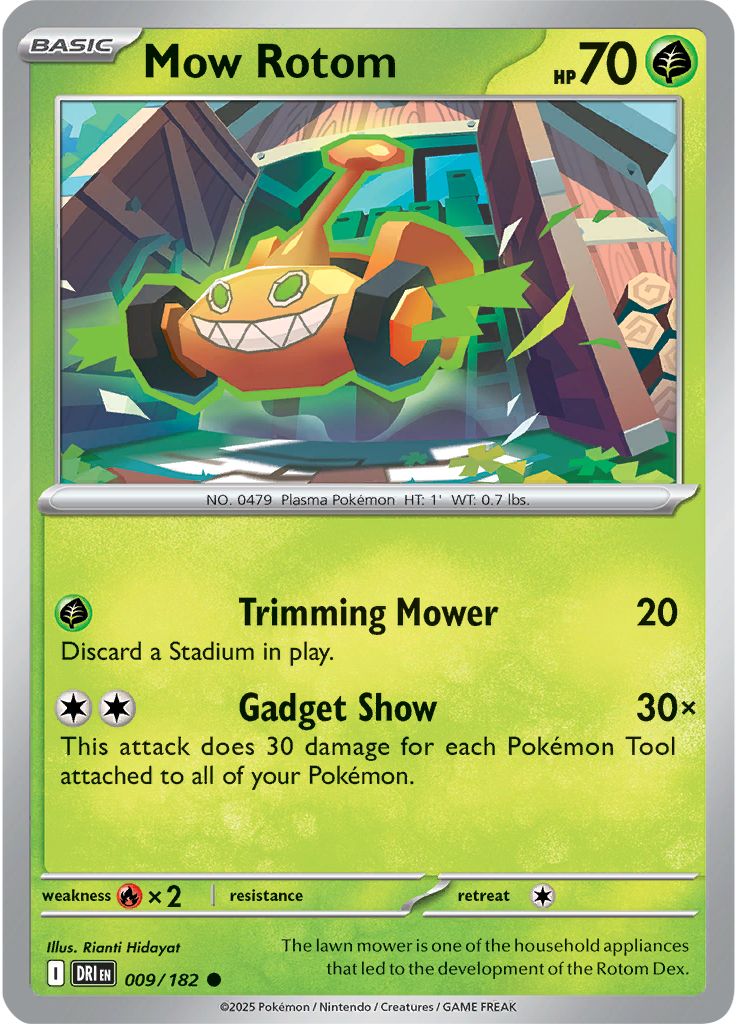 BASIC
Mow Rotom
HP 70
NO. 0479 Plasma Pokémon HT: 1' WT: 0.7 lbs.
Trimming Mower 20
Discard a Stadium in play.
Gadget Show 30×
This attack does 30 damage for each Pokémon Tool
attached to all of your Pokémon.
weakness ×2 resistance retreat
Illus. Rianti Hidayat
The lawn mower is one of the household appliances
that led to the development of the Rotom Dex.
I DRI EN 009/182
©2025 Pokémon / Nintendo / Creatures / GAME FREAK